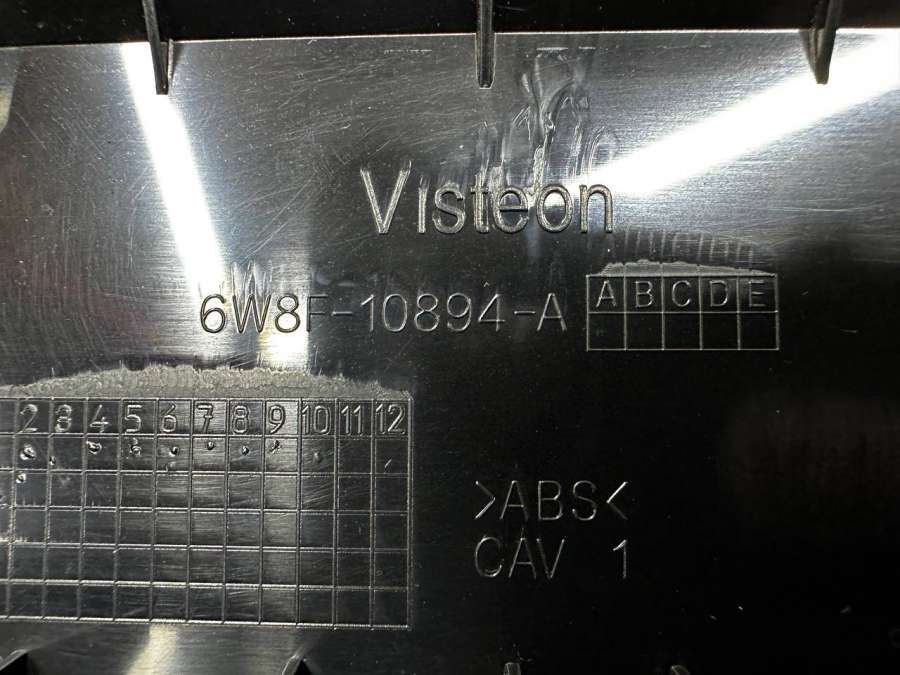 Visteon
6W8F-10894-A
A B C D E
2 3 4 5 6 7 8 9 10 11 12
>ABS<
CAV 1